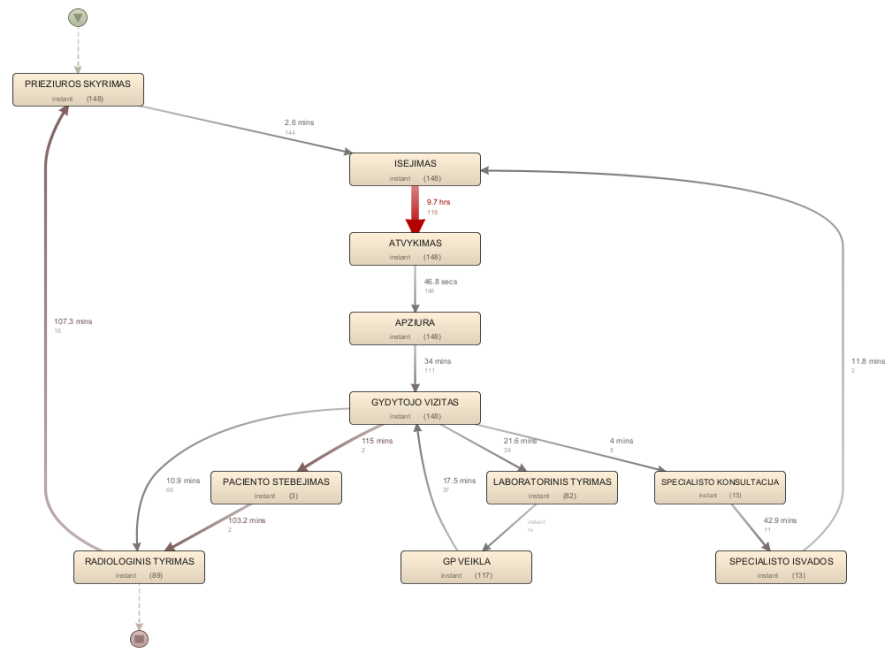 PRIEZIUROS SKYRIMAS
instant (148)
2.6 mins
144
ISEJIMAS
instant (148)
9.7 hrs
119
ATVYKIMAS
instant (148)
46.8 secs
148
APZIURA
instant (148)
107.3 mins
15
34 mins
111
11.8 mins
2
GYDYTOJO VIZITAS
instant (148)
115 mins
2
21.6 mins
34
4 mins
8
10.9 mins
68
PACIENTO STEBEJIMAS
instant (3)
17.5 mins
37
LABORATORINIS TYRIMAS
instant (82)
SPECIALISTO KONSULTACIJA
instant (13)
103.2 mins
2
instant
42.9 mins
11
RADIOLOGINIS TYRIMAS
instant (89)
GP VEIKLA
instant (117)
SPECIALISTO ISVADOS
instant (13)